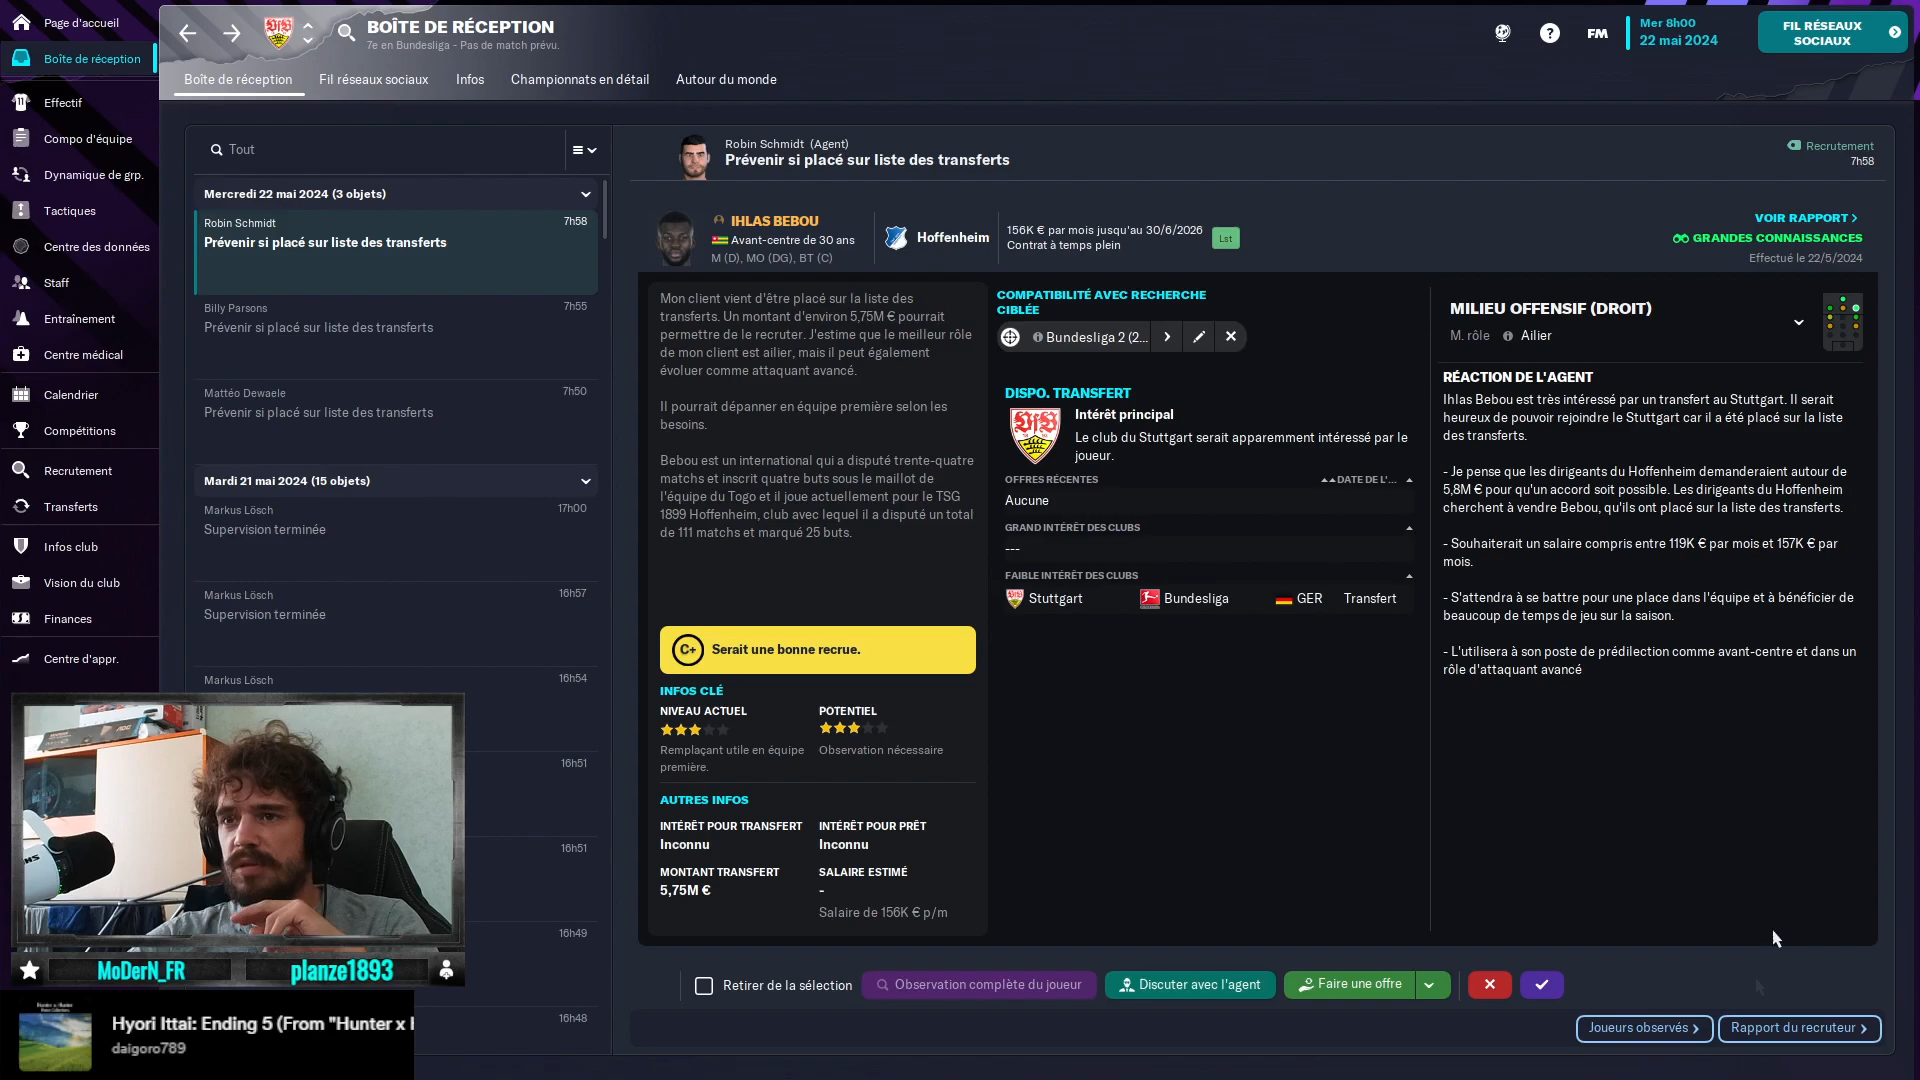 Page d'accueil
Boîte de réception
Effectif
Compo d'équipe
Dynamique de grp.
Tactiques
Centre des données
Staff
Entraînement
Centre médical
Calendrier
Compétitions
Recrutement
Transferts
Infos club
Vision du club
Finances
Centre d'appr.
BOÎTE DE RÉCEPTION
7e en Bundesliga - Pas de match prévu.
FM
Mer 8h00
22 mai 2024
FIL RÉSEAUX
SOCIAUX
Boîte de réception
Fil réseaux sociaux
Infos
Championnats en détail
Autour du monde
Tout
Mercredi 22 mai 2024 (3 objets)
Robin Schmidt 7h58
Prévenir si placé sur liste des transferts
Billy Parsons 7h55
Prévenir si placé sur liste des transferts
Mattéo Dewaele 7h50
Prévenir si placé sur liste des transferts
Mardi 21 mai 2024 (15 objets)
Markus Lösch 17h00
Supervision terminée
Markus Lösch 16h57
Supervision terminée
Markus Lösch 16h54
16h51
16h51
16h49
16h48
Robin Schmidt (Agent)
Prévenir si placé sur liste des transferts
Recrutement
7h58
IHLAS BEBOU
Avant-centre de 30 ans
M (D), MO (DG), BT (C)
Hoffenheim
156K € par mois jusqu'au 30/6/2026
Contrat à temps plein
Lst
VOIR RAPPORT >
GRANDES CONNAISSANCES
Effectué le 22/5/2024
Mon client vient d'être placé sur la liste des
transferts. Un montant d'environ 5,75M € pourrait
permettre de le recruter. J'estime que le meilleur rôle
de mon client est ailier, mais il peut également
évoluer comme attaquant avancé.
Il pourrait dépanner en équipe première selon les
besoins.
Bebou est un international qui a disputé trente-quatre
matchs et inscrit quatre buts sous le maillot de
l'équipe du Togo et il joue actuellement pour le TSG
1899 Hoffenheim, club avec lequel il a disputé un total
de 111 matchs et marqué 25 buts.
C+ Serait une bonne recrue.
INFOS CLÉ
NIVEAU ACTUEL
Remplaçant utile en équipe
première.
POTENTIEL
Observation nécessaire
AUTRES INFOS
INTÉRÊT POUR TRANSFERT
Inconnu
INTÉRÊT POUR PRÊT
Inconnu
MONTANT TRANSFERT
5,75M €
SALAIRE ESTIMÉ
-
Salaire de 156K € p/m
COMPATIBILITÉ AVEC RECHERCHE
CIBLÉE
Bundesliga 2 (2...
DISPO. TRANSFERT
Intérêt principal
Le club du Stuttgart serait apparemment intéressé par le
joueur.
OFFRES RÉCENTES DATE DE L'...
Aucune
GRAND INTÉRÊT DES CLUBS
---
FAIBLE INTÉRÊT DES CLUBS
Stuttgart Bundesliga GER Transfert
MILIEU OFFENSIF (DROIT)
M. rôle Ailier
RÉACTION DE L'AGENT
Ihlas Bebou est très intéressé par un transfert au Stuttgart. Il serait
heureux de pouvoir rejoindre le Stuttgart car il a été placé sur la liste
des transferts.
- Je pense que les dirigeants du Hoffenheim demanderaient autour de
5,8M € pour qu'un accord soit possible. Les dirigeants du Hoffenheim
cherchent à vendre Bebou, qu'ils ont placé sur la liste des transferts.
- Souhaiterait un salaire compris entre 119K € par mois et 157K € par
mois.
- S'attendra à se battre pour une place dans l'équipe et à bénéficier de
beaucoup de temps de jeu sur la saison.
- L'utilisera à son poste de prédilection comme avant-centre et dans un
rôle d'attaquant avancé
Retirer de la sélection
Observation complète du joueur
Discuter avec l'agent
Faire une offre
Joueurs observés >
Rapport du recruteur >
MoDerN_FR
planze1893
Hyori Ittai: Ending 5 (From "Hunter x
daigoro789